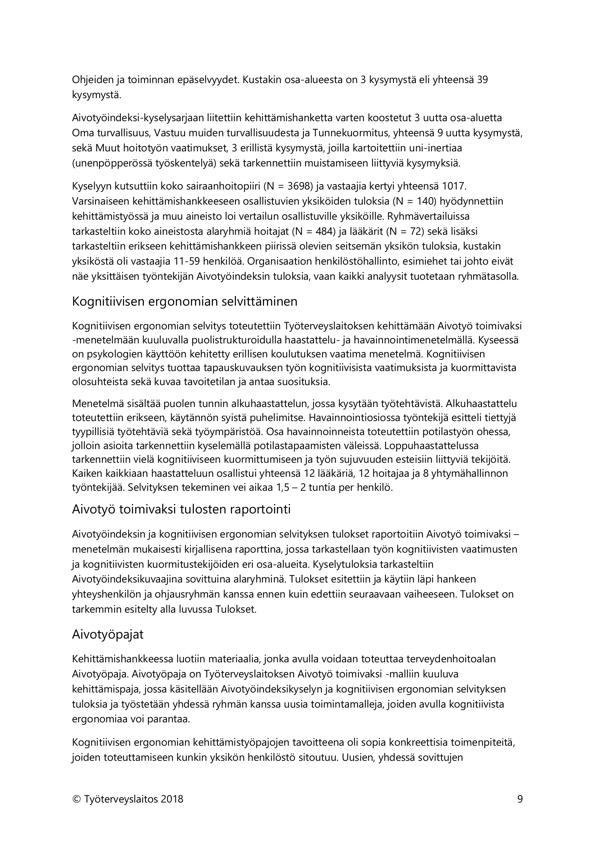 Ohjeiden ja toiminnan epäselvyydet. Kustakin osa-alueesta on 3 kysymystä eli yhteensä 39
kysymystä.
Aivotyöindeksi-kyselysarjaan liitettiin kehittämishanketta varten koostetut 3 uutta osa-aluetta
Oma turvallisuus, Vastuu muiden turvallisuudesta ja Tunnekuormitus, yhteensä 9 uutta kysymystä,
sekä Muut hoitotyön vaatimukset, 3 erillistä kysymystä, joilla kartoitettiin uni-inertiaa
(unenpöpperössä työskentelyä) sekä tarkennettiin muistamiseen liittyviä kysymyksiä.
Kyselyyn kutsuttiin koko sairaanhoitopiiri (N = 3698) ja vastaajia kertyi yhteensä 1017.
Varsinaiseen kehittämishankkeeseen osallistuvien yksiköiden tuloksia (N = 140) hyödynnettiin
kehittämistyössä ja muu aineisto loi vertailun osallistuville yksiköille. Ryhmävertailuissa
tarkasteltiin koko aineistosta alaryhmiä hoitajat (N = 484) ja lääkärit (N = 72) sekä lisäksi
tarkasteltiin erikseen kehittämishankkeen piirissä olevien seitsemän yksikön tuloksia, kustakin
yksiköstä oli vastaajia 11-59 henkilöä. Organisaation henkilöstöhallinto, esimiehet tai johto eivät
näe yksittäisen työntekijän Aivotyöindeksin tuloksia, vaan kaikki analyysit tuotetaan ryhmätasolla.
Kognitiivisen ergonomian selvittäminen
Kognitiivisen ergonomian selvitys toteutettiin Työterveyslaitoksen kehittämään Aivotyö toimivaksi
-menetelmään kuuluvalla puolistrukturoidulla haastattelu- ja havainnointimenetelmällä. Kyseessä
on psykologien käyttöön kehitetty erillisen koulutuksen vaatima menetelmä. Kognitiivisen
ergonomian selvitys tuottaa tapauskuvauksen työn kognitiivisista vaatimuksista ja kuormittavista
olosuhteista sekä kuvaa tavoitetilan ja antaa suosituksia.
Menetelmä sisältää puolen tunnin alkuhaastattelun, jossa kysytään työtehtävistä. Alkuhaastattelu
toteutettiin erikseen, käytännön syistä puhelimitse. Havainnointiosiossa työntekijä esitteli tiettyjä
tyypillisiä työtehtäviä sekä työympäristöä. Osa havainnoinneista toteutettiin potilastyön ohessa,
jolloin asioita tarkennettiin kyselemällä potilastapaamisten väleissä. Loppuhaastattelussa
tarkennettiin vielä kognitiiviseen kuormittumiseen ja työn sujuvuuden esteisiin liittyviä tekijöitä.
Kaiken kaikkiaan haastatteluun osallistui yhteensä 12 lääkäriä, 12 hoitajaa ja 8 yhtymähallinnon
työntekijää. Selvityksen tekeminen vei aikaa 1,5 – 2 tuntia per henkilö.
Aivotyö toimivaksi tulosten raportointi
Aivotyöindeksin ja kognitiivisen ergonomian selvityksen tulokset raportoitiin Aivotyö toimivaksi –
menetelmän mukaisesti kirjallisena raporttina, jossa tarkastellaan työn kognitiivisten vaatimusten
ja kognitiivisten kuormitustekijöiden eri osa-alueita. Kyselytuloksia tarkasteltiin
Aivotyöindeksikuvaajina sovittuina alaryhminä. Tulokset esitettiin ja käytiin läpi hankeen
yhteyshenkilön ja ohjausryhmän kanssa ennen kuin edettiin seuraavaan vaiheeseen. Tulokset on
tarkemmin esitelty alla luvussa Tulokset.
Aivotyöpajat
Kehittämishankkeessa luotiin materiaalia, jonka avulla voidaan toteuttaa terveydenhoitoalan
Aivotyöpaja. Aivotyöpaja on Työterveyslaitoksen Aivotyö toimivaksi -malliin kuuluva
kehittämispaja, jossa käsitellään Aivotyöindeksikyselyn ja kognitiivisen ergonomian selvityksen
tuloksia ja työstetään yhdessä ryhmän kanssa uusia toimintamalleja, joiden avulla kognitiivista
ergonomiaa voi parantaa.
Kognitiivisen ergonomian kehittämistyöpajojen tavoitteena oli sopia konkreettisia toimenpiteitä,
joiden toteuttamiseen kunkin yksikön henkilöstö sitoutuu. Uusien, yhdessä sovittujen
© Työterveyslaitos 2018 9